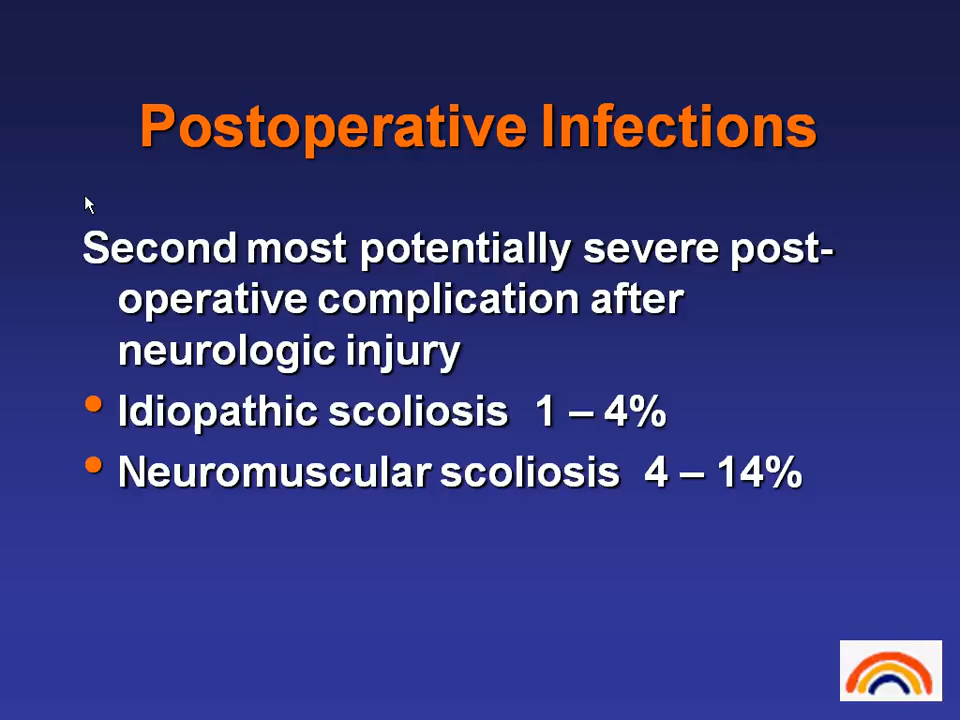 Postoperative Infections
Second most potentially severe post-
operative complication after
neurologic injury
• Idiopathic scoliosis 1 – 4%
• Neuromuscular scoliosis 4 – 14%